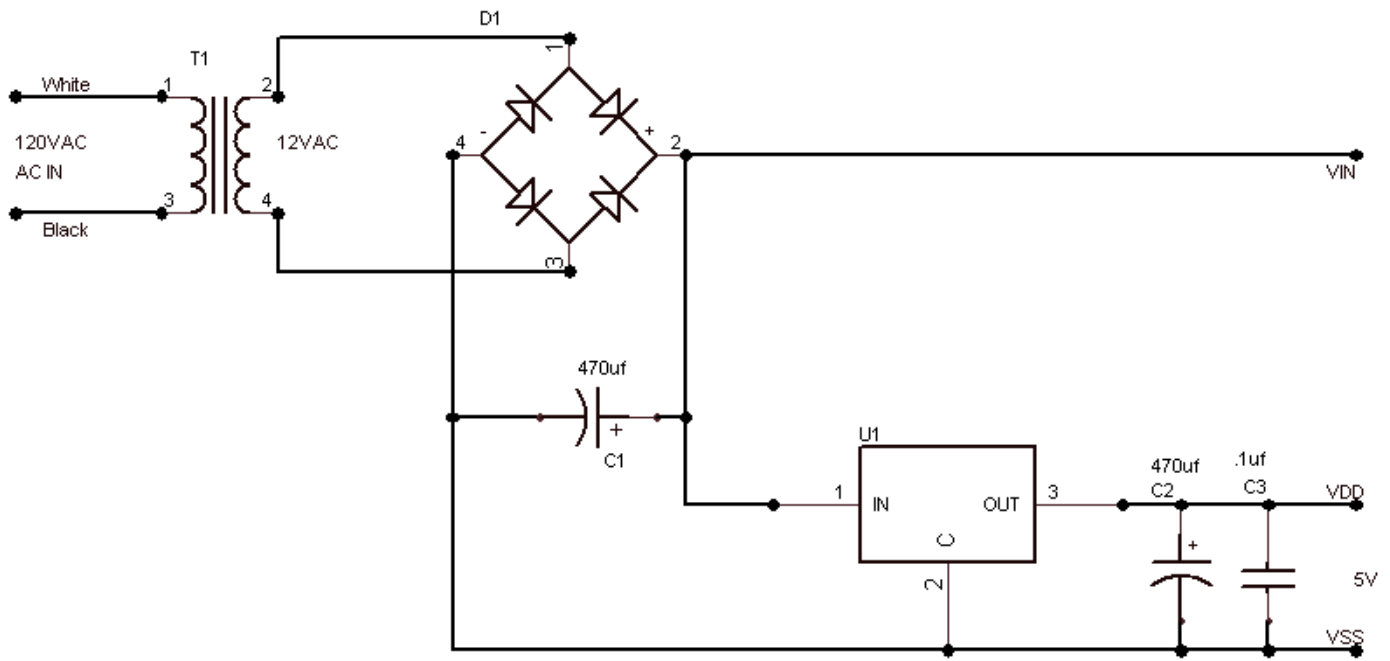 D1
T1
1
White
1
2
120VAC
12VAC
4
-
+
2
AC IN
VIN
3
4
Black
3
470uf
+
C1
U1
470uf
.1uf
C2
C3
1
IN
OUT
3
VDD
C
+
2
5V
VSS